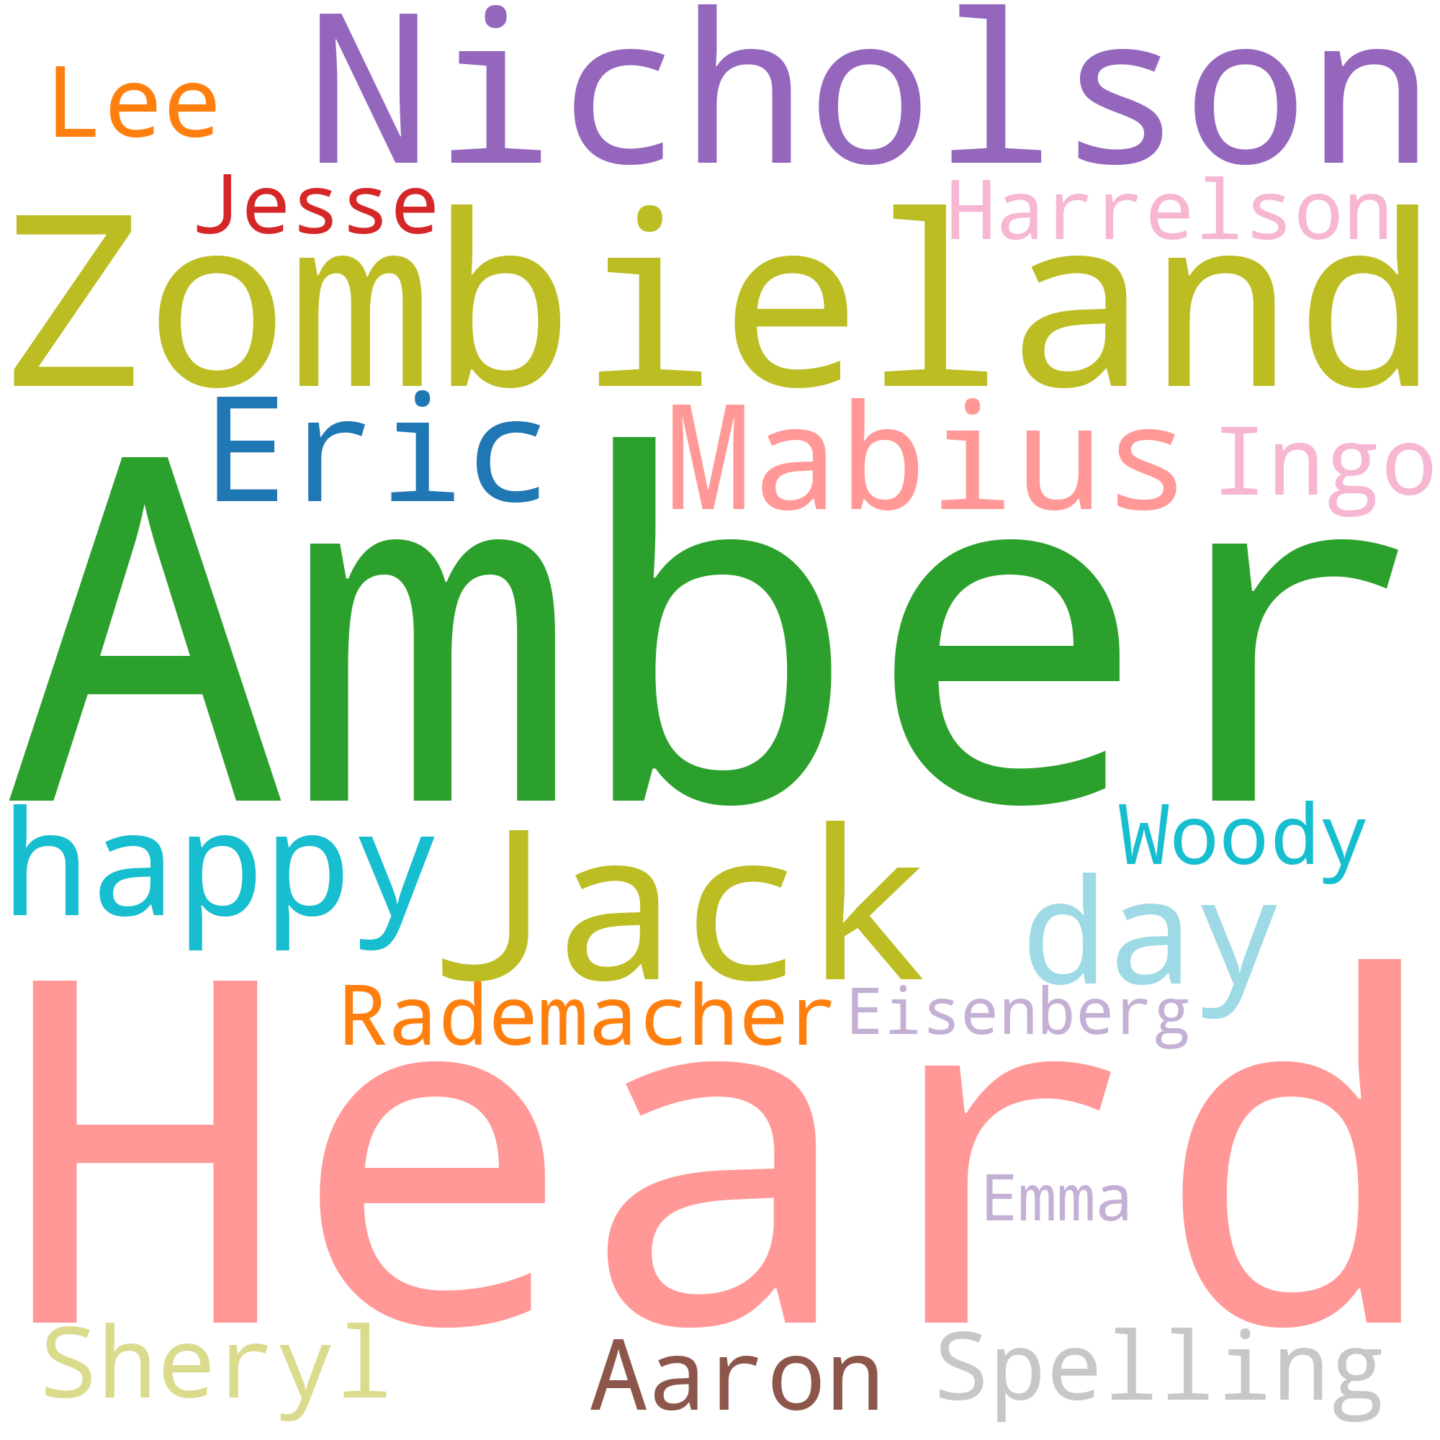 Nicholson
Lee
Jesse
Harrelson
Zombieland
Eric
Mabius
Ingo
Amber
happy
Jack
Woody
day
Rademacher
Eisenberg
Heard
Emma
Sheryl
Aaron
Spelling